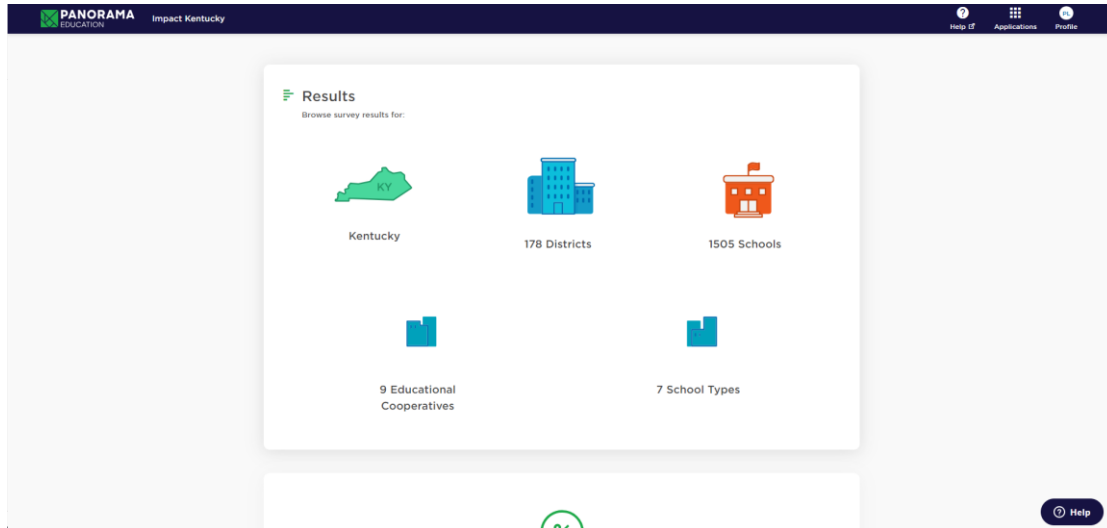 PANORAMA
EDUCATION
Impact Kentucky
Help
Applications
PL
Profile
Results
Browse survey results for:
KY
Kentucky
178 Districts
1505 Schools
9 Educational
Cooperatives
7 School Types
Help